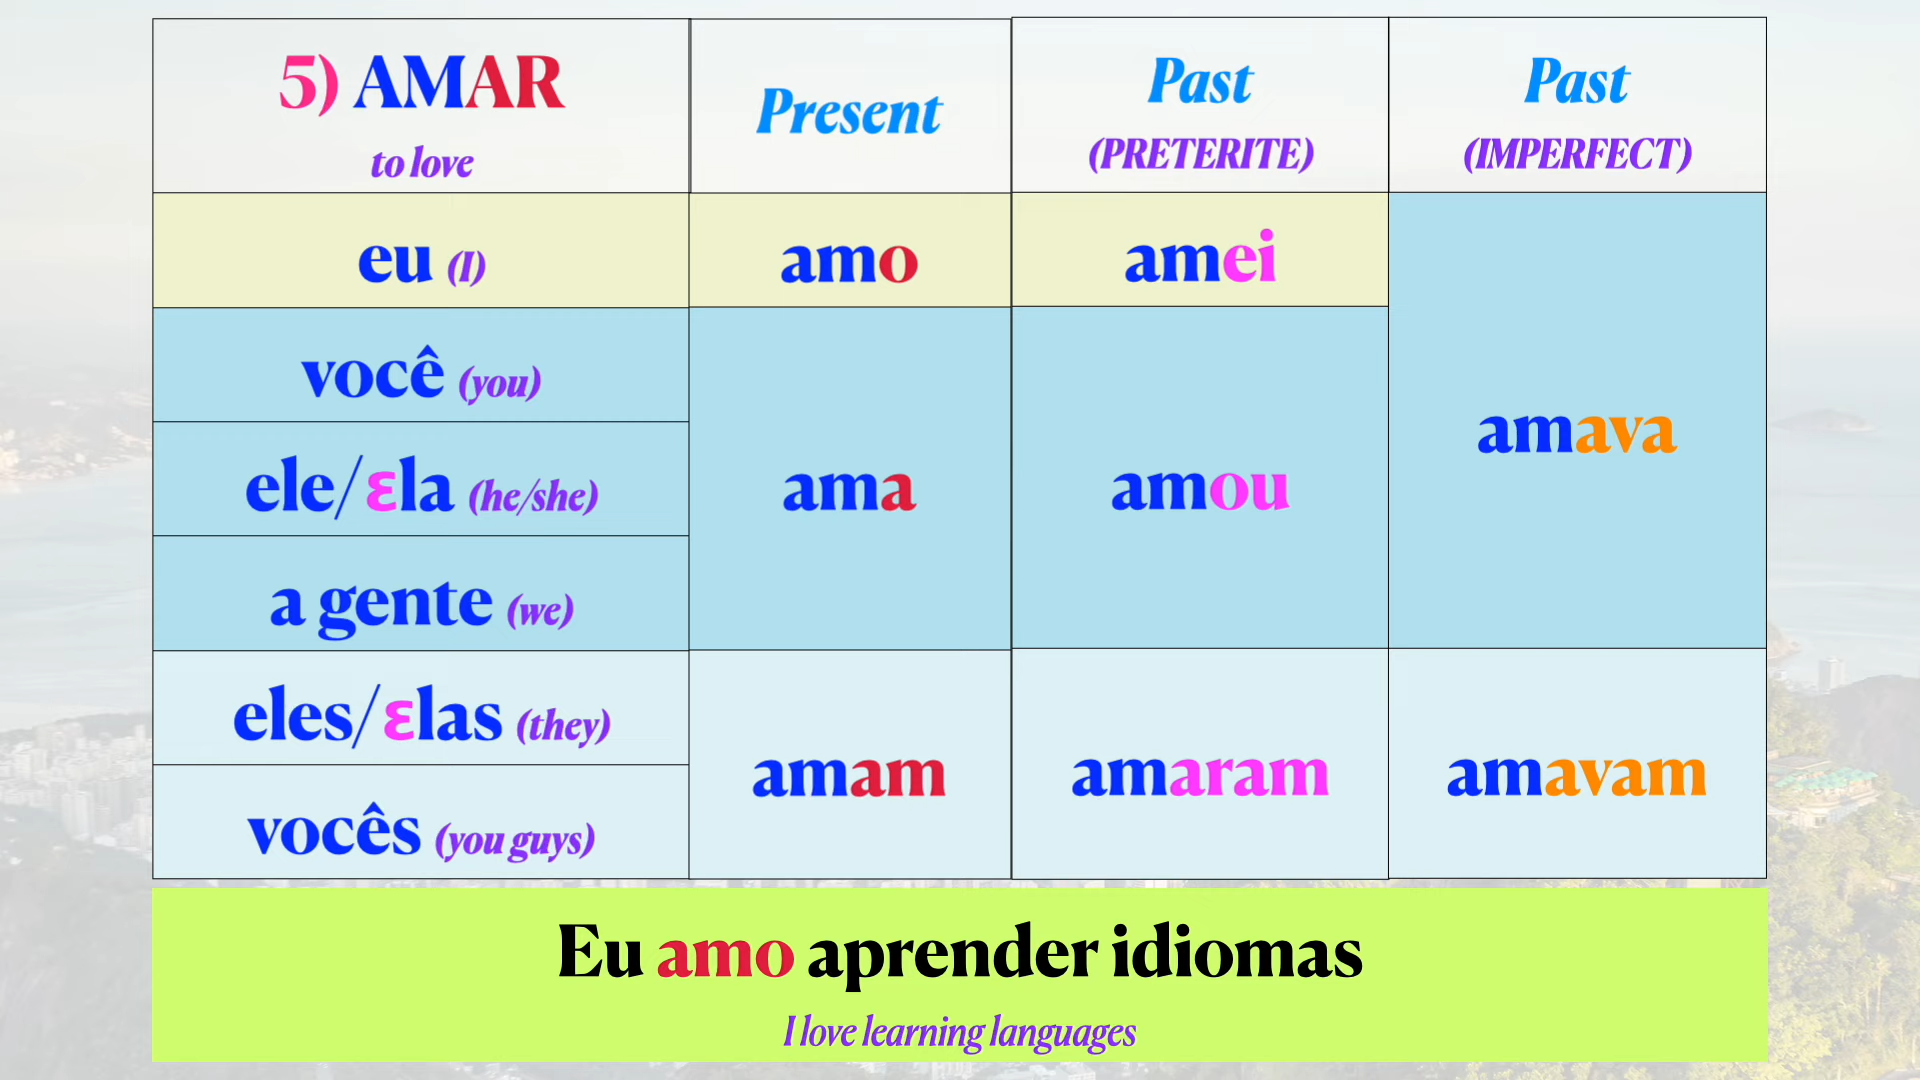 5) AMAR
to love
Present
Past
(PRETERITE)
Past
(IMPERFECT)
eu (I)
amo
amei
amava
você (you)
ele/ɛla (he/she)
a gente (we)
ama
amou
eles/ɛlas (they)
vocês (you guys)
amam
amaram
amavam
Eu amo aprender idiomas
I love learning languages